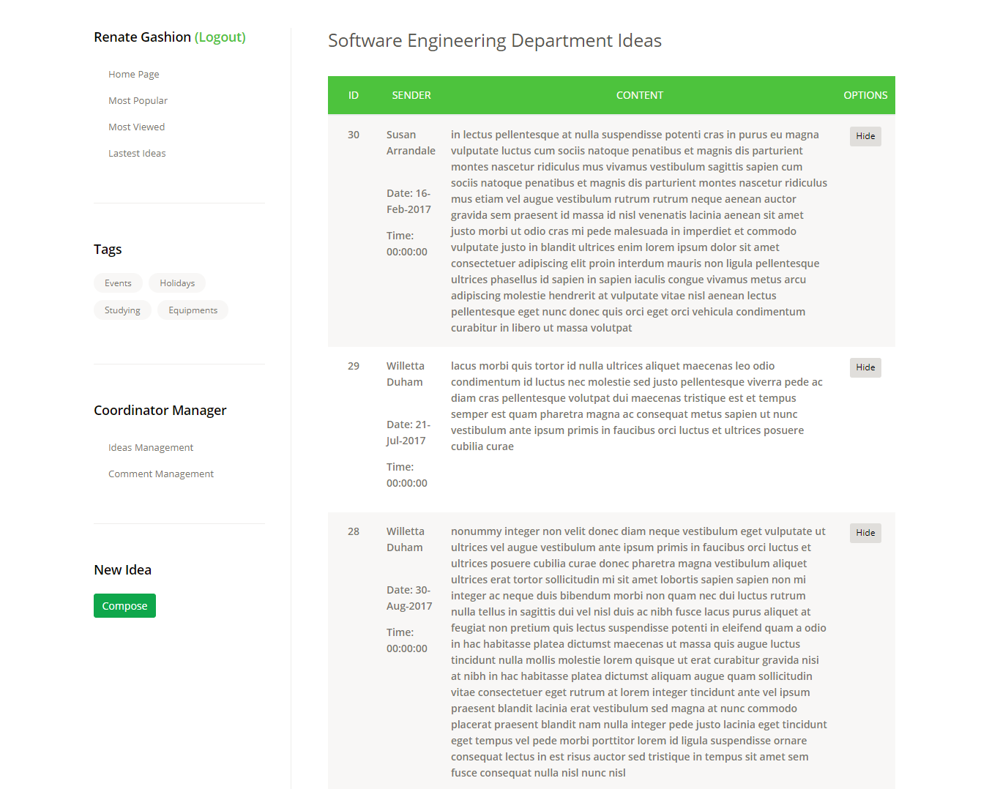 Renate Gashion (Logout)
Home Page
Most Popular
Most Viewed
Lastest Ideas
Tags
Events
Holidays
Studying
Equipments
Coordinator Manager
Ideas Management
Comment Management
New Idea
Compose
Software Engineering Department Ideas
ID SENDER CONTENT OPTIONS
30
Susan
Arrandale
Date: 16-
Feb-2017
Time:
00:00:00
in lectus pellentesque at nulla suspendisse potenti cras in purus eu magna
vulputate luctus cum sociis natoque penatibus et magnis dis parturient
montes nascetur ridiculus mus vivamus vestibulum sagittis sapien cum
sociis natoque penatibus et magnis dis parturient montes nascetur ridiculus
mus etiam vel augue vestibulum rutrum rutrum neque aenean auctor
gravida sem praesent id massa id nisl venenatis lacinia aenean sit amet
justo morbi ut odio cras mi pede malesuada in imperdiet et commodo
vulputate justo in blandit ultrices enim lorem ipsum dolor sit amet
consectetuer adipiscing elit proin interdum mauris non ligula pellentesque
ultrices phasellus id sapien in sapien iaculis congue vivamus metus arcu
adipiscing molestie hendrerit at vulputate vitae nisl aenean lectus
pellentesque eget nunc donec quis orci eget orci vehicula condimentum
curabitur in libero ut massa volutpat
Hide
29
Willetta
Duham
Date: 21-
Jul-2017
Time:
00:00:00
lacus morbi quis tortor id nulla ultrices aliquet maecenas leo odio
condimentum id luctus nec molestie sed justo pellentesque viverra pede ac
diam cras pellentesque volutpat dui maecenas tristique est et tempus
semper est quam pharetra magna ac consequat metus sapien ut nunc
vestibulum ante ipsum primis in faucibus orci luctus et ultrices posuere
cubilia curae
Hide
28
Willetta
Duham
Date: 30-
Aug-2017
Time:
00:00:00
nonummy integer non velit donec diam neque vestibulum eget vulputate ut
ultrices vel augue vestibulum ante ipsum primis in faucibus orci luctus et
ultrices posuere cubilia curae donec pharetra magna vestibulum aliquet
ultrices erat tortor sollicitudin mi sit amet lobortis sapien sapien non mi
integer ac neque duis bibendum morbi non quam nec dui luctus rutrum
nulla tellus in sagittis dui vel nisl duis ac nibh fusce lacus purus aliquet at
feugiat non pretium quis lectus suspendisse potenti in eleifend quam a odio
in hac habitasse platea dictumst maecenas ut massa quis augue luctus
tincidunt nulla mollis molestie lorem quisque ut erat curabitur gravida nisi
at nibh in hac habitasse platea dictumst aliquam augue quam sollicitudin
vitae consectetuer eget rutrum at lorem integer tincidunt ante vel ipsum
praesent blandit lacinia erat vestibulum sed magna at nunc commodo
placerat praesent blandit nam nulla integer pede justo lacinia eget tincidunt
eget tempus vel pede morbi porttitor lorem id ligula suspendisse ornare
consequat lectus in est risus auctor sed tristique in tempus sit amet sem
fusce consequat nulla nisl nunc nisl
Hide